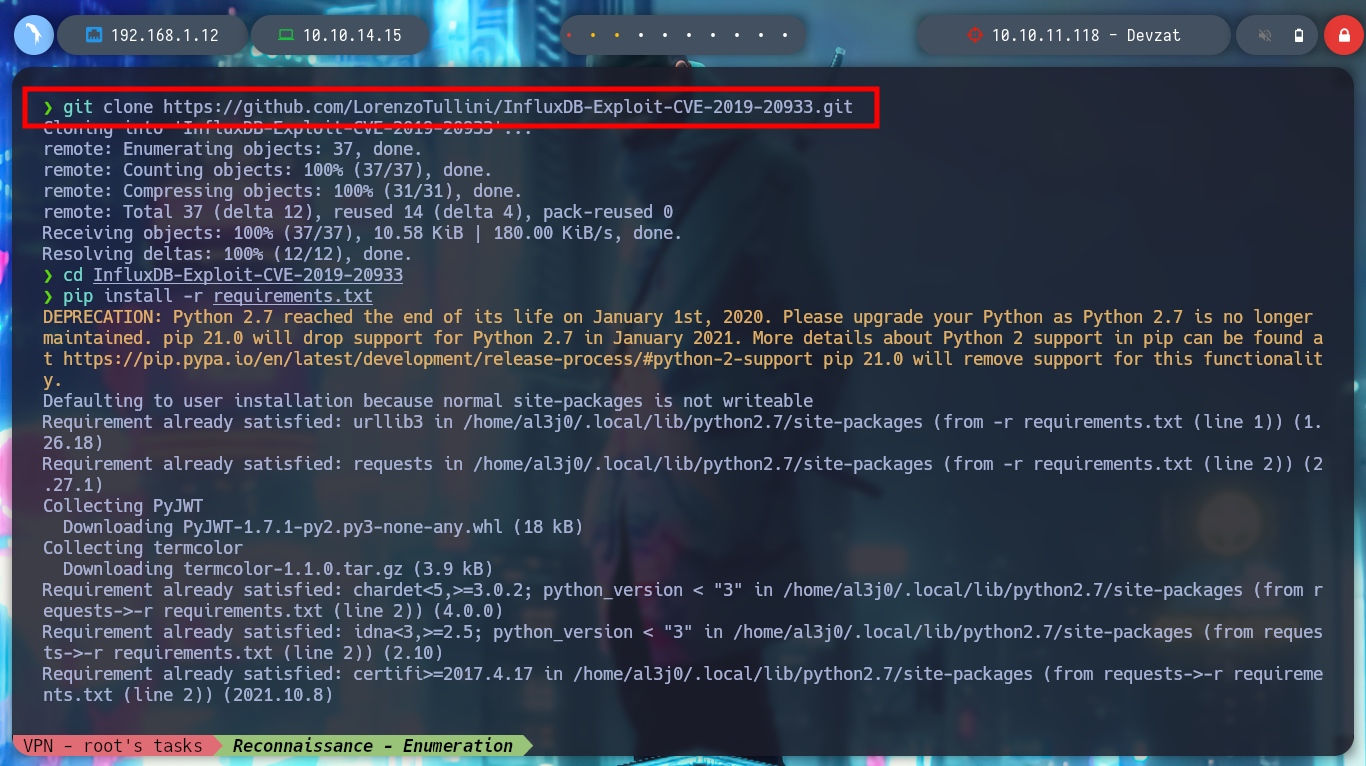 192.168.1.12
10.10.14.15
10.10.11.118 - Devzat
❯ git clone https://github.com/LorenzoTullini/InfluxDB-Exploit-CVE-2019-20933.git
Cloning into 'InfluxDB-Exploit-CVE-2019-20933'...
remote: Enumerating objects: 37, done.
remote: Counting objects: 100% (37/37), done.
remote: Compressing objects: 100% (31/31), done.
remote: Total 37 (delta 12), reused 14 (delta 4), pack-reused 0
Receiving objects: 100% (37/37), 10.58 KiB | 180.00 KiB/s, done.
Resolving deltas: 100% (12/12), done.
❯ cd InfluxDB-Exploit-CVE-2019-20933
❯ pip install -r requirements.txt
DEPRECATION: Python 2.7 reached the end of its life on January 1st, 2020. Please upgrade your Python as Python 2.7 is no longer
maintained. pip 21.0 will drop support for Python 2.7 in January 2021. More details about Python 2 support in pip can be found a
t https://pip.pypa.io/en/latest/development/release-process/#python-2-support pip 21.0 will remove support for this functionalit
y.
Defaulting to user installation because normal site-packages is not writeable
Requirement already satisfied: urllib3 in /home/al3j0/.local/lib/python2.7/site-packages (from -r requirements.txt (line 1)) (1.
26.18)
Requirement already satisfied: requests in /home/al3j0/.local/lib/python2.7/site-packages (from -r requirements.txt (line 2)) (2
.27.1)
Collecting PyJWT
  Downloading PyJWT-1.7.1-py2.py3-none-any.whl (18 kB)
Collecting termcolor
  Downloading termcolor-1.1.0.tar.gz (3.9 kB)
Requirement already satisfied: chardet<5,>=3.0.2; python_version < "3" in /home/al3j0/.local/lib/python2.7/site-packages (from r
equests->-r requirements.txt (line 2)) (4.0.0)
Requirement already satisfied: idna<3,>=2.5; python_version < "3" in /home/al3j0/.local/lib/python2.7/site-packages (from reques
ts->-r requirements.txt (line 2)) (2.10)
Requirement already satisfied: certifi>=2017.4.17 in /home/al3j0/.local/lib/python2.7/site-packages (from requests->-r requireme
nts.txt (line 2)) (2021.10.8)
VPN - root's tasks
Reconnaissance - Enumeration